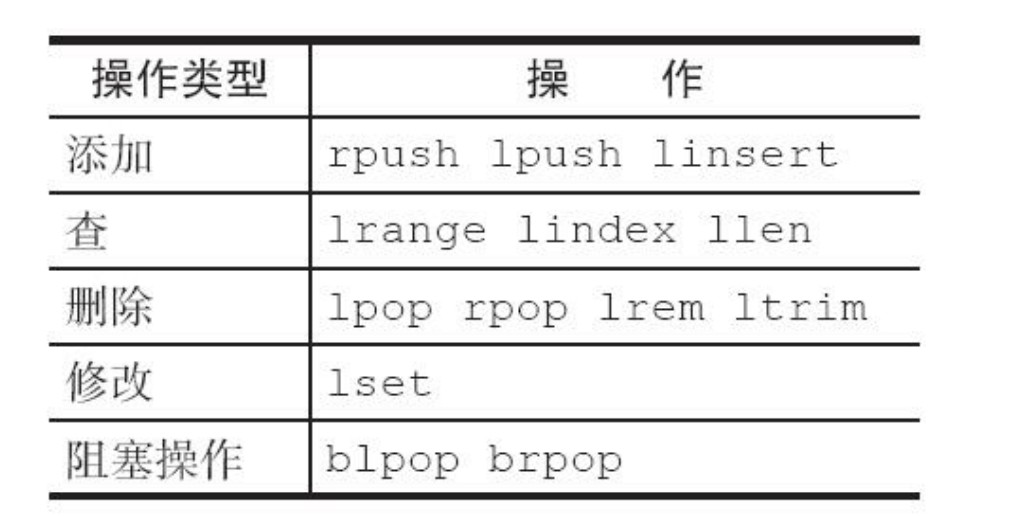 操作类型 操 作
添加 rpush lpush linsert
查 lrange lindex llen
删除 lpop rpop lrem ltrim
修改 lset
阻塞操作 blpop brpop